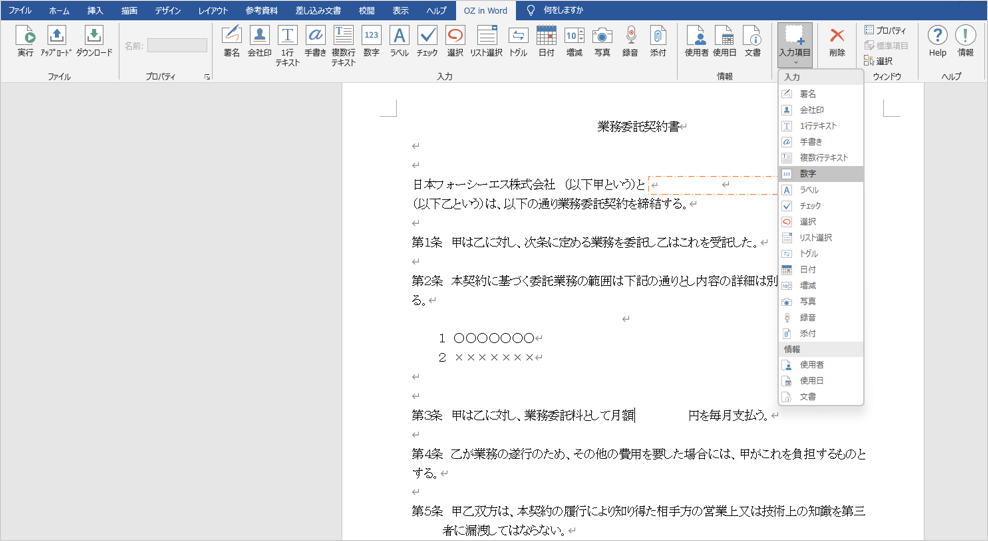 ファイル ホーム 挿入 描画 デザイン レイアウト 参考資料 差し込み文書 校閲 表示 ヘルプ OZ in Word 何をしますか
実行 ｱｯﾌﾟﾛｰﾄﾞ ダウンロード
ファイル
名前:
プロパティ
署名 会社印 1行テキスト 手書き 複数行テキスト 数字 ラベル チェック 選択 リスト選択 トグル 日付 増減 写真 録音 添付
入力
使用者 使用日 文書
情報
入力項目
削除
プロパティ
標準項目
選択
ウィンドウ
Help 情報
ヘルプ
入力
署名
会社印
1行テキスト
手書き
複数行テキスト
数字
ラベル
チェック
選択
リスト選択
トグル
日付
増減
写真
録音
添付
情報
使用者
使用日
文書
業務委託契約書
日本フォーシーエス株式会社 （以下甲という）と
（以下乙という）は、以下の通り業務委託契約を締結する。
第1条 甲は乙に対し、次条に定める業務を委託し乙はこれを受託した。
第2条 本契約に基づく委託業務の範囲は下記の通りとし内容の詳細は別
る。
1 ○○○○○○○
2 ×××××××
第3条 甲は乙に対し、業務委託料として月額 円を毎月支払う。
第4条 乙が業務の遂行のため、その他の費用を要した場合には、甲がこれを負担するものと
する。
第5条 甲乙双方は、本契約の履行により知り得た相手方の営業上又は技術上の知識を第三
者に漏洩してはならない。